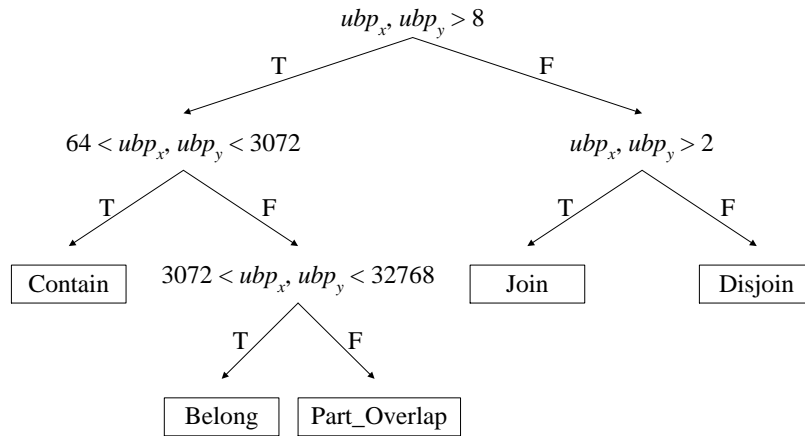 ubp_x, ubp_y > 8
T
F
64 < ubp_x, ubp_y < 3072
ubp_x, ubp_y > 2
T
F
T
F
Contain
3072 < ubp_x, ubp_y < 32768
Join
Disjoin
T
F
Belong
Part_Overlap